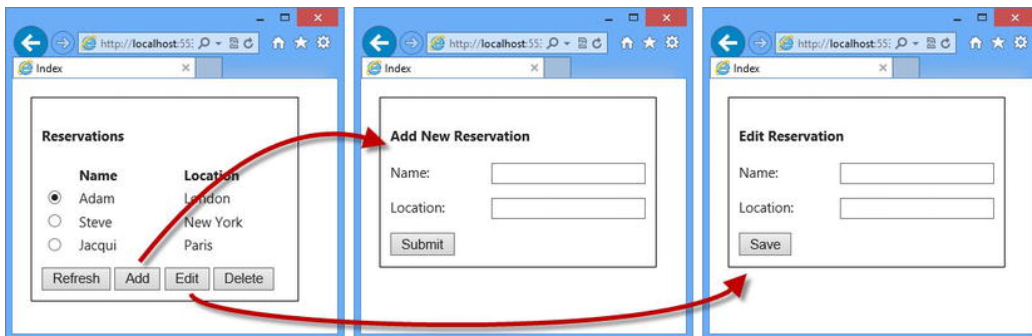 http://localhost:55
Index
Reservations
Name Location
Adam London
Steve New York
Jacqui Paris
Refresh Add Edit Delete
http://localhost:55
Index
Add New Reservation
Name:
Location:
Submit
http://localhost:55
Index
Edit Reservation
Name:
Location:
Save